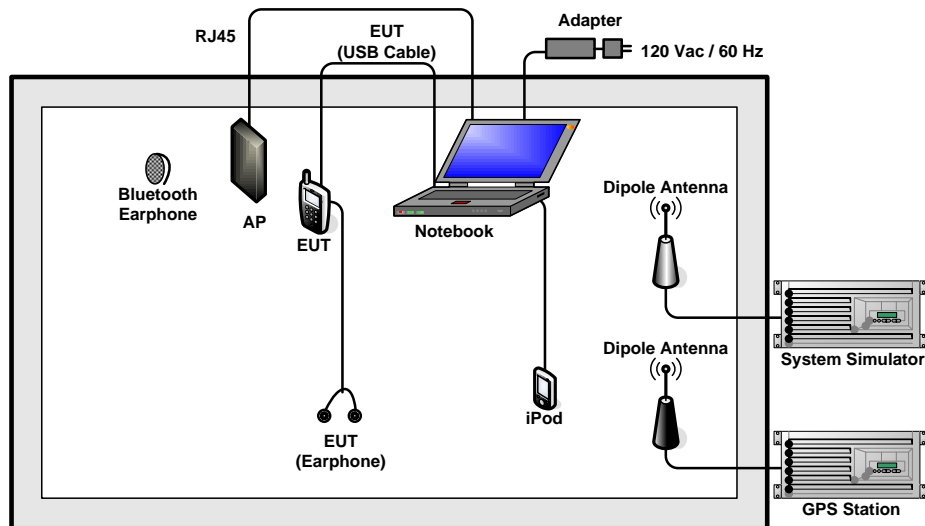 Adapter
RJ45
EUT
(USB Cable)
120 Vac / 60 Hz
Bluetooth
Earphone
AP
EUT
Notebook
Dipole Antenna
System Simulator
Dipole Antenna
iPod
EUT
(Earphone)
GPS Station